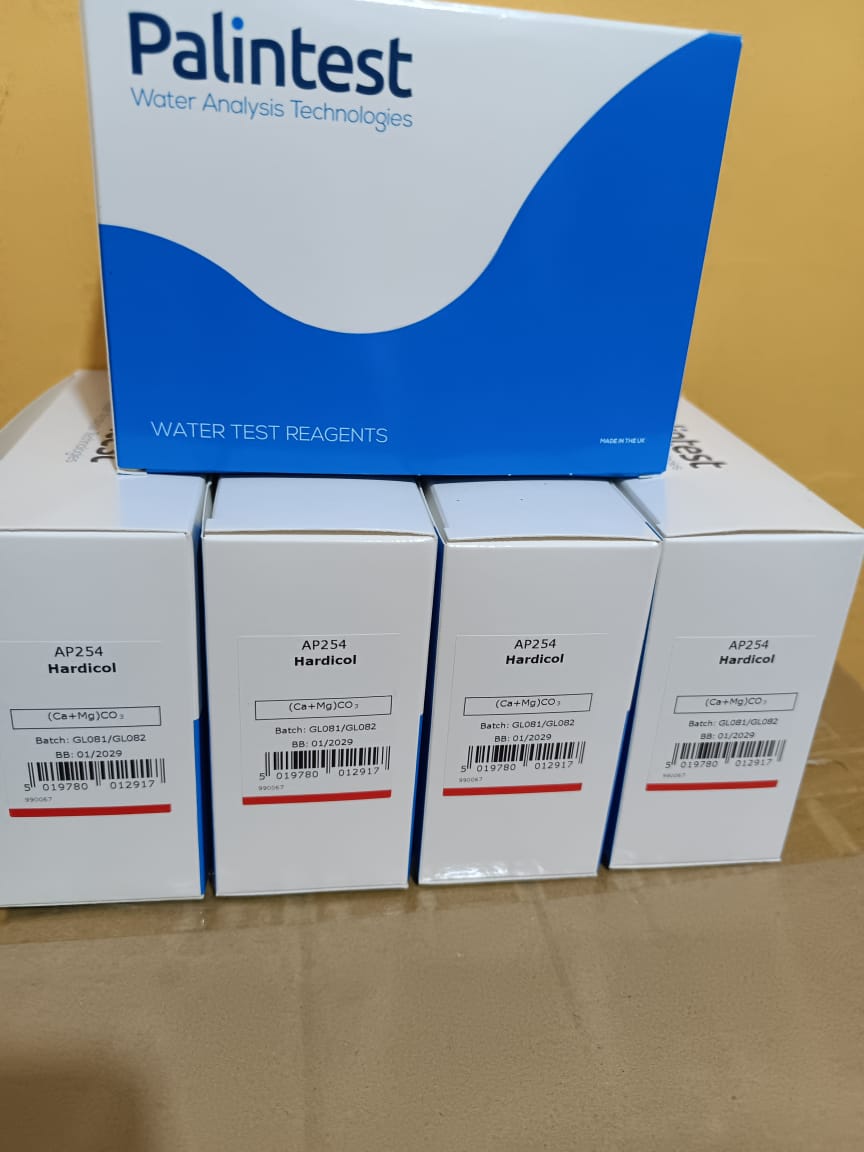 Palintest
Water Analysis Technologies
WATER TEST REAGENTS
MADE IN THE UK
AP254
Hardicol
(Ca+Mg)CO₃
Batch: GL081/GL082
BB: 01/2029
5 019780 012917
990067
AP254
Hardicol
(Ca+Mg)CO₃
Batch: GL081/GL082
BB: 01/2029
5 019780 012917
990067
AP254
Hardicol
(Ca+Mg)CO₃
Batch: GL081/GL082
BB: 01/2029
5 019780 012917
990067
AP254
Hardicol
(Ca+Mg)CO₃
Batch: GL081/GL082
BB: 01/2029
5 019780 012917
990067